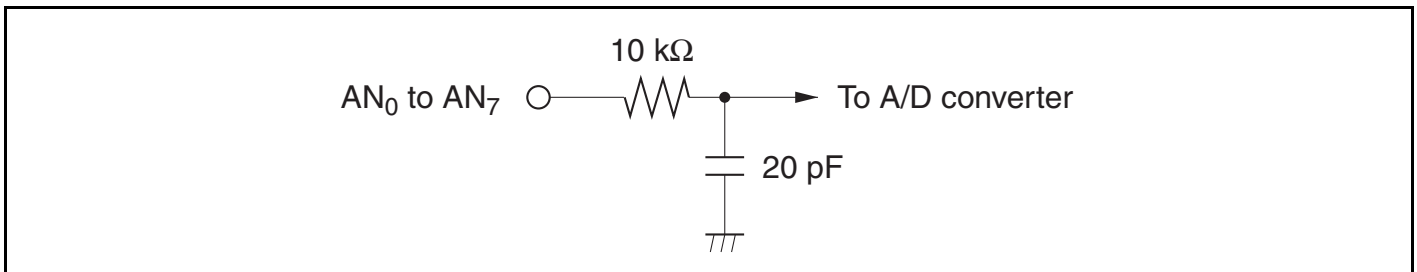 10 kΩ
AN₀ to AN₇
To A/D converter
20 pF